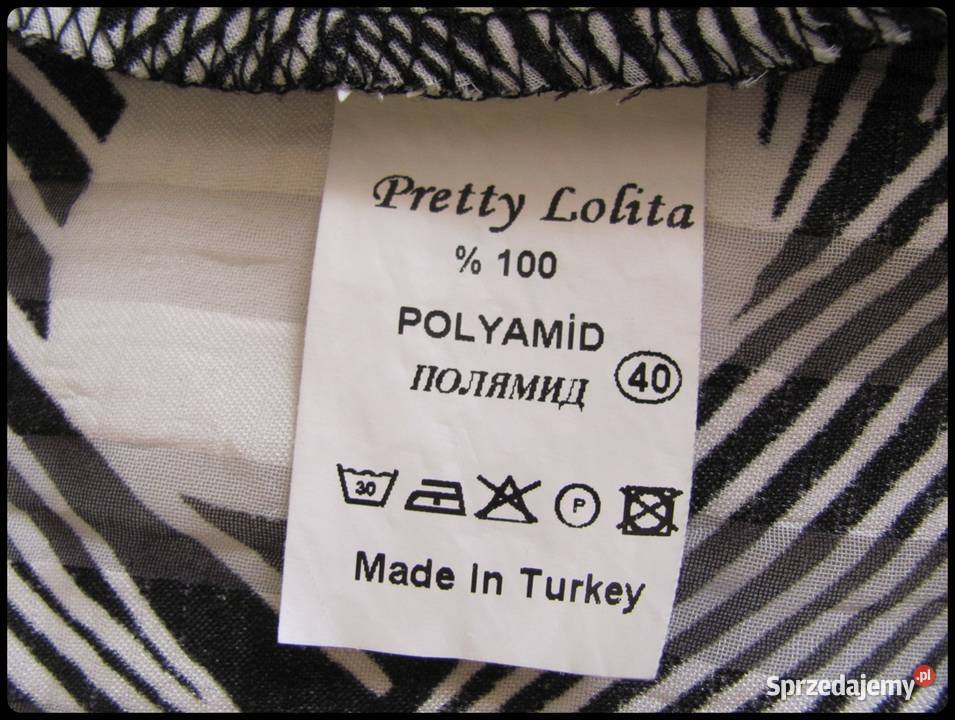 Pretty Lolita
% 100
POLYAMİD
ПОЛЯМИД
40
30
P
Made in Turkey
Sprzedajemy.pl